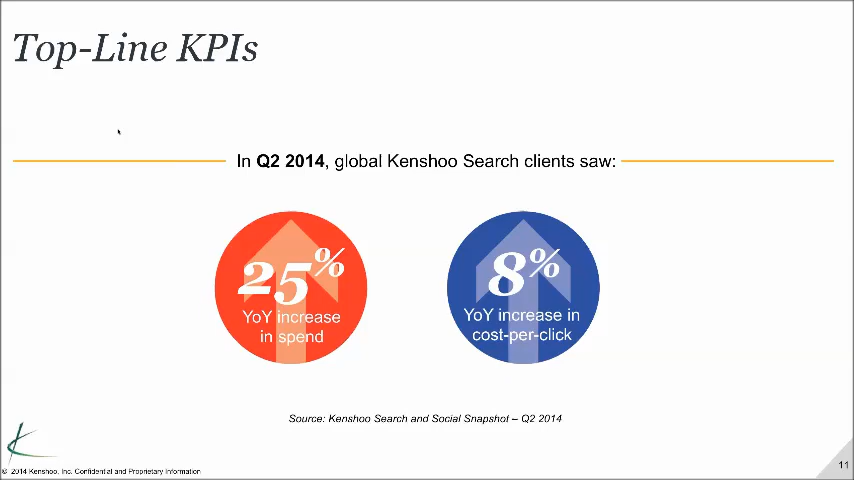 Top-Line KPIs
In Q2 2014, global Kenshoo Search clients saw:
25%
YoY increase
in spend
8%
YoY increase in
cost-per-click
Source: Kenshoo Search and Social Snapshot – Q2 2014
© 2014 Kenshoo, Inc. Confidential and Proprietary Information
11